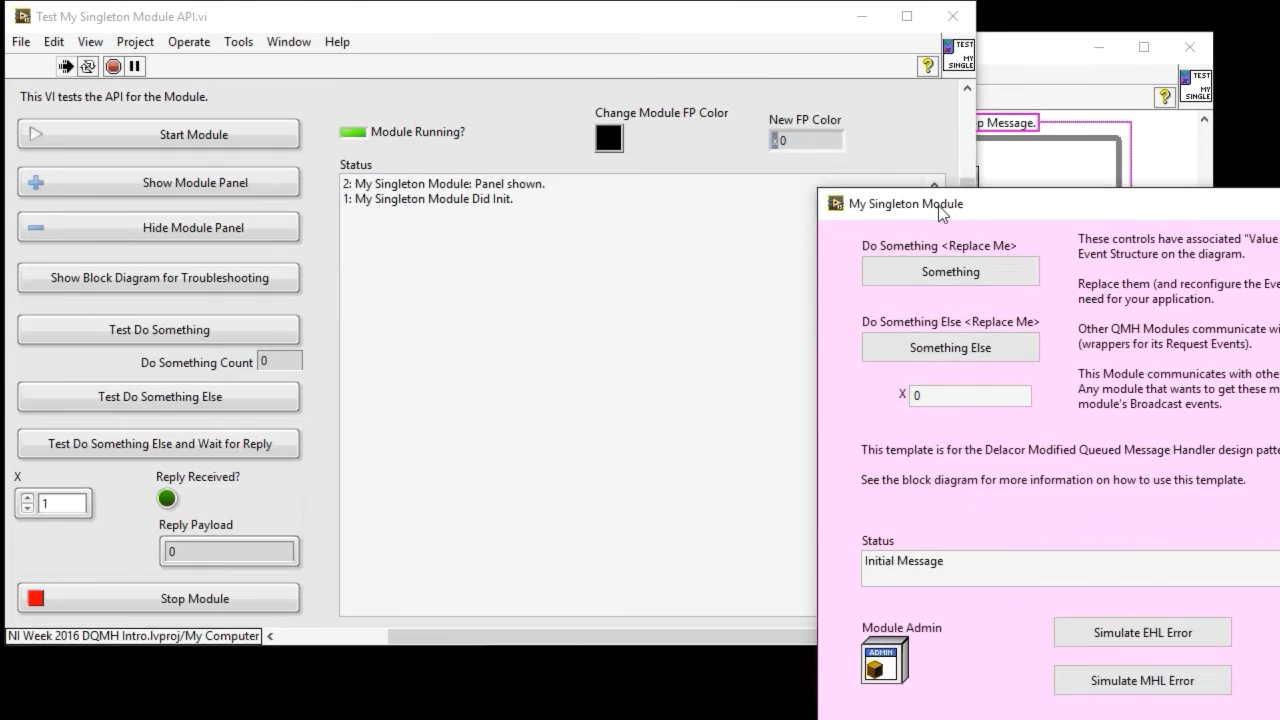 Test My Singleton Module API.vi
File Edit View Project Operate Tools Window Help
TEST
MY
SINGLE
This VI tests the API for the Module.
Start Module
Show Module Panel
Hide Module Panel
Show Block Diagram for Troubleshooting
Test Do Something
Do Something Count 0
Test Do Something Else
Test Do Something Else and Wait for Reply
X
1
Reply Received?
Reply Payload
0
Stop Module
NI Week 2016 DQMH Intro.lvproj/My Computer
Module Running?
Change Module FP Color
New FP Color
x 0
Status
2: My Singleton Module: Panel shown.
1: My Singleton Module Did Init.
TEST
MY
SINGLE
p Message.
My Singleton Module
Do Something <Replace Me>
Something
Do Something Else <Replace Me>
Something Else
X 0
These controls have associated "Value
Event Structure on the diagram.
Replace them (and reconfigure the Eve
need for your application.
Other QMH Modules communicate wi
(wrappers for its Request Events).
This Module communicates with othe
Any module that wants to get these m
module's Broadcast events.
This template is for the Delacor Modified Queued Message Handler design patte
See the block diagram for more information on how to use this template.
Status
Initial Message
Module Admin
ADMIN
Simulate EHL Error
Simulate MHL Error